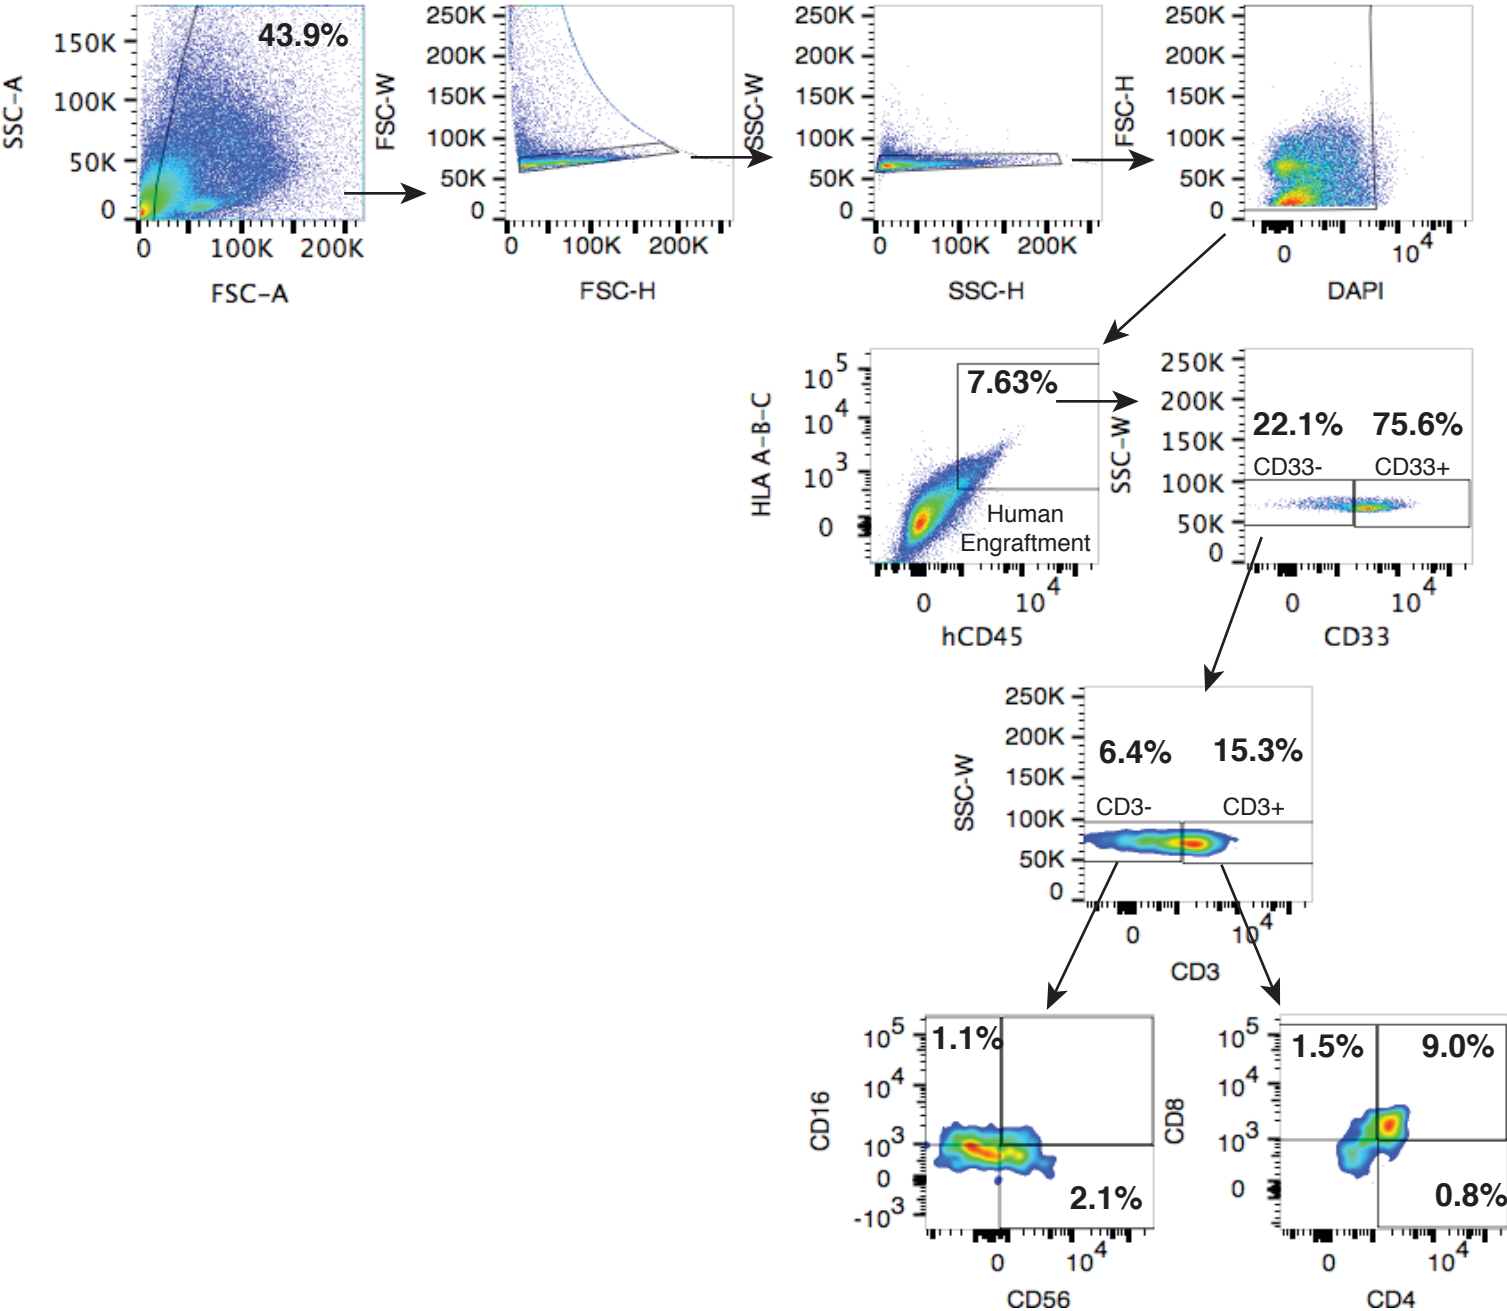 43.9%
SSC-A
150K
100K
50K
0
0 100K 200K
FSC-A
FSC-W
250K
200K
150K
100K
50K
0
0 100K 200K
FSC-H
SSC-W
250K
200K
150K
100K
50K
0
0 100K 200K
SSC-H
FSC-H
250K
200K
150K
100K
50K
0
0 10^4
DAPI
HLA A-B-C
10^5
10^4
10^3
0
7.63%
Human
Engraftment
0 10^4
hCD45
SSC-W
250K
200K
150K
100K
50K
0
22.1% 75.6%
CD33- CD33+
0 10^4
CD33
SSC-W
250K
200K
150K
100K
50K
0
6.4% 15.3%
CD3- CD3+
0 10^4
CD3
CD16
10^5
10^4
10^3
0
-10^3
1.1%
2.1%
0 10^4
CD56
CD8
10^5
10^4
10^3
0
1.5% 9.0%
0.8%
0 10^4
CD4